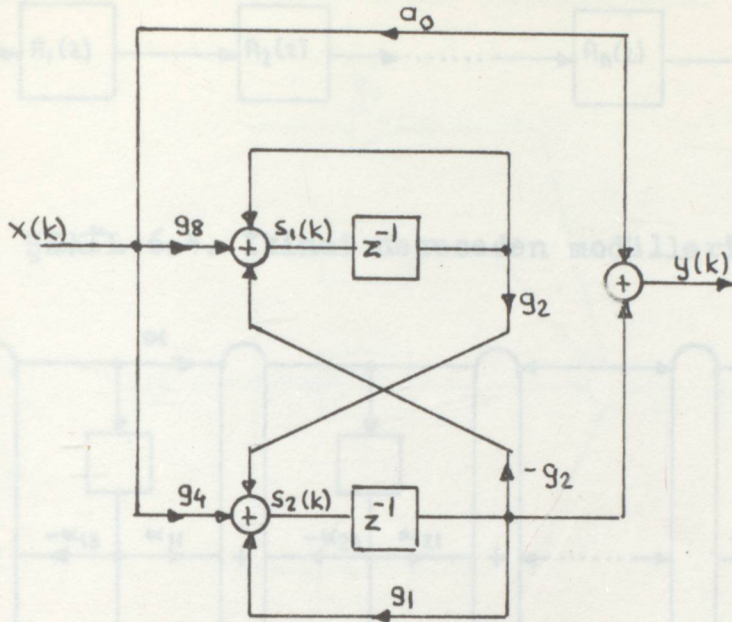 a₀
x(k)
g8
s₁(k)
z⁻¹
+
g2
+
y(k)
-g2
g4
+
s₂(k)
z⁻¹
g1